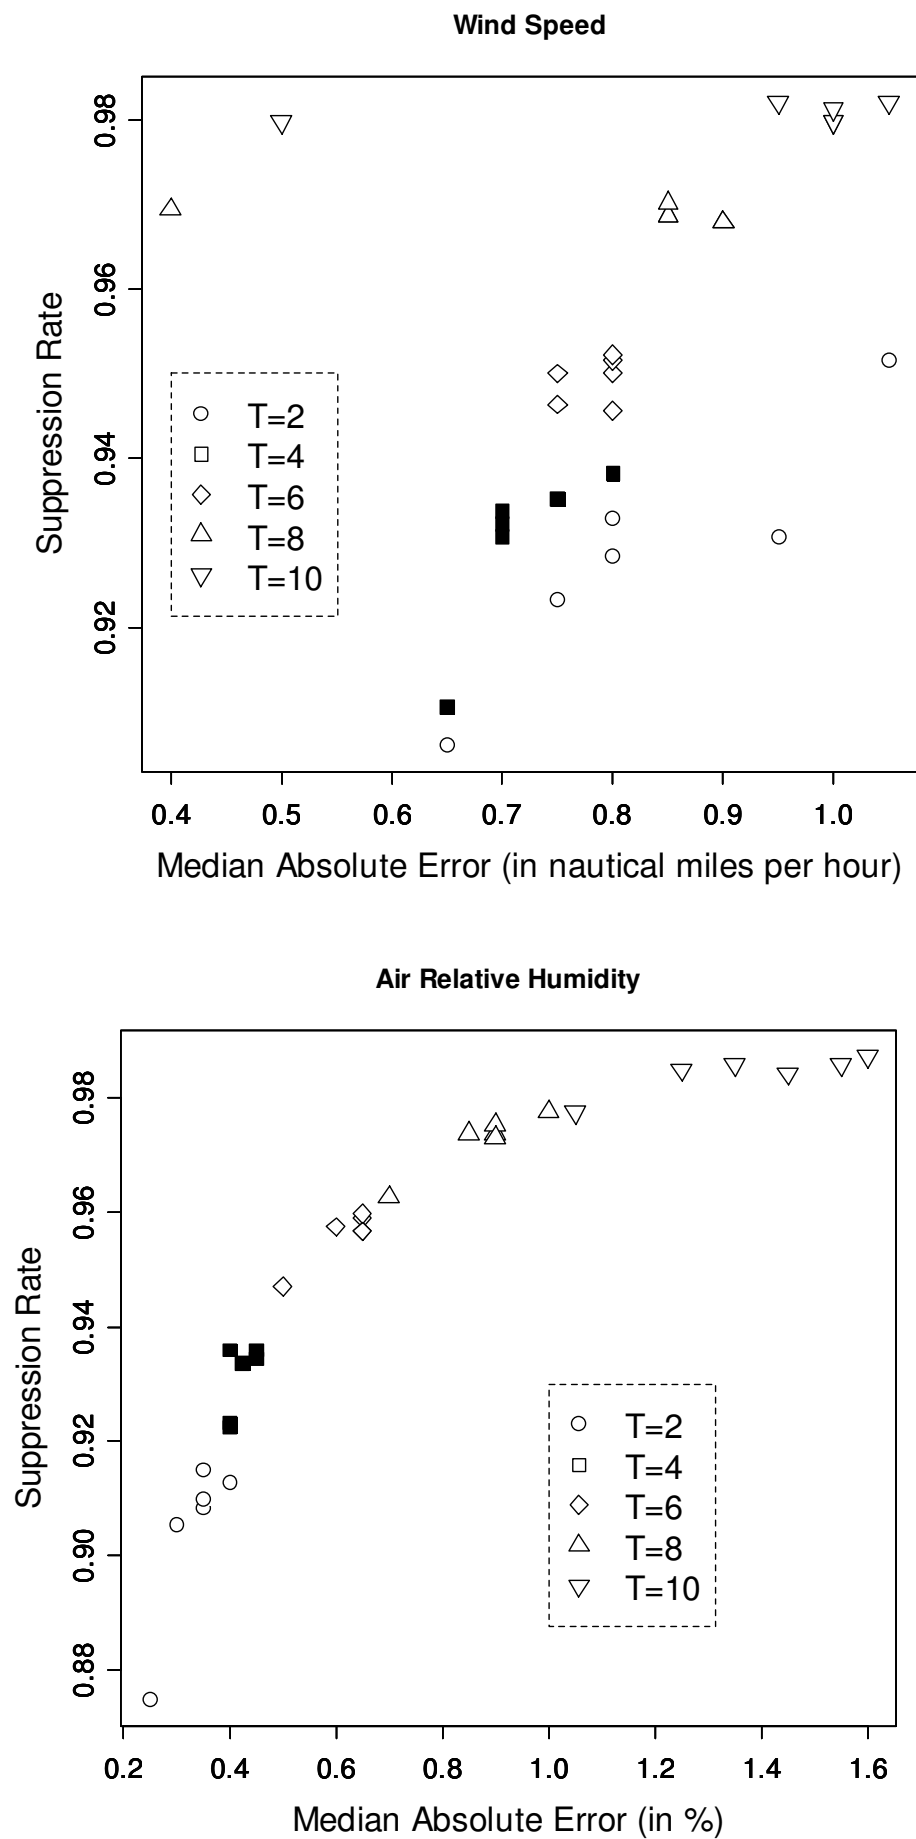 Wind Speed
0.98
0.96
0.94
0.92
Suppression Rate
T=2
T=4
T=6
T=8
T=10
0.4 0.5 0.6 0.7 0.8 0.9 1.0
Median Absolute Error (in nautical miles per hour)
Air Relative Humidity
0.98
0.96
0.94
0.92
0.90
0.88
Suppression Rate
T=2
T=4
T=6
T=8
T=10
0.2 0.4 0.6 0.8 1.0 1.2 1.4 1.6
Median Absolute Error (in %)